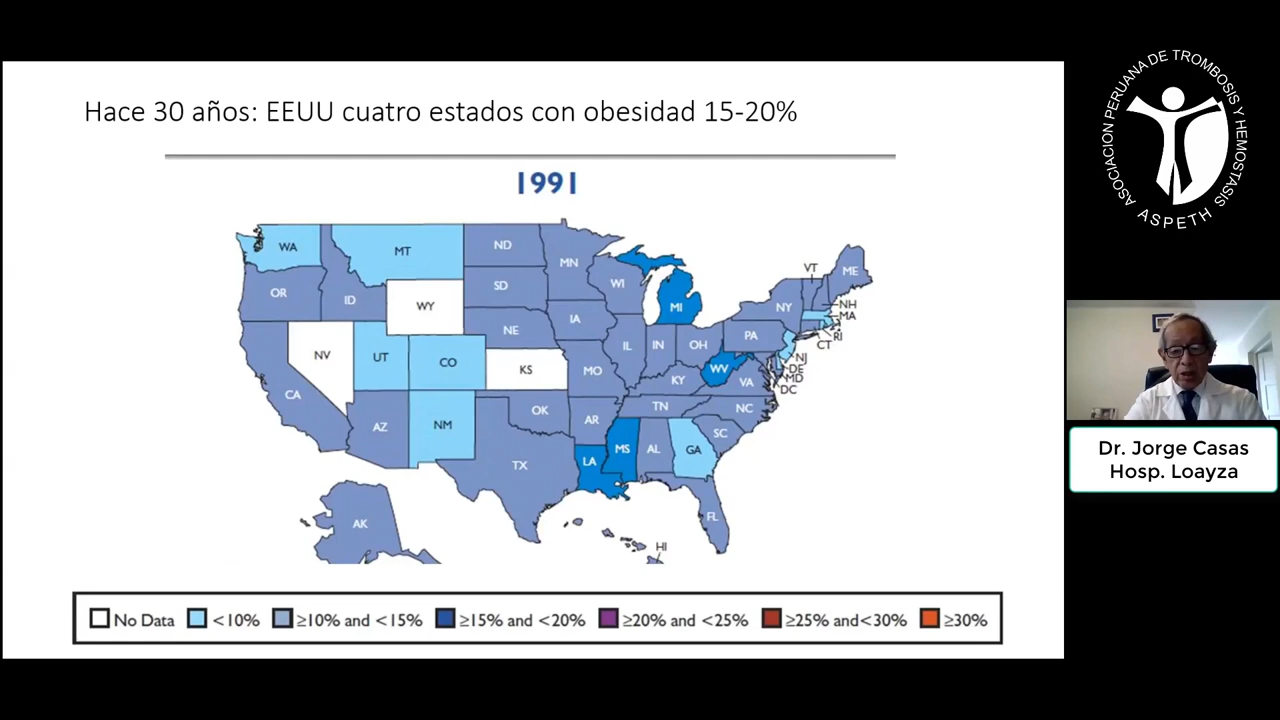 Hace 30 años: EEUU cuatro estados con obesidad 15-20%
1991
WA
MT
ND
MN
VT
ME
OR
ID
SD
WI
WY
MI
NY
NH
MA
NE
IA
PA
RI
CT
NV
UT
CO
KS
IL
IN
OH
NJ
DE
MD
DC
MO
WV
VA
KY
CA
AZ
NM
OK
AR
TN
NC
SC
TX
LA
MS
AL
GA
FL
AK
HI
No Data <10% ≥10% and <15% ≥15% and <20% ≥20% and <25% ≥25% and<30% ≥30%
ASOCIACION PERUANA DE TROMBOSIS Y HEMOSTASIS
ASPETH
Dr. Jorge Casas
Hosp. Loayza